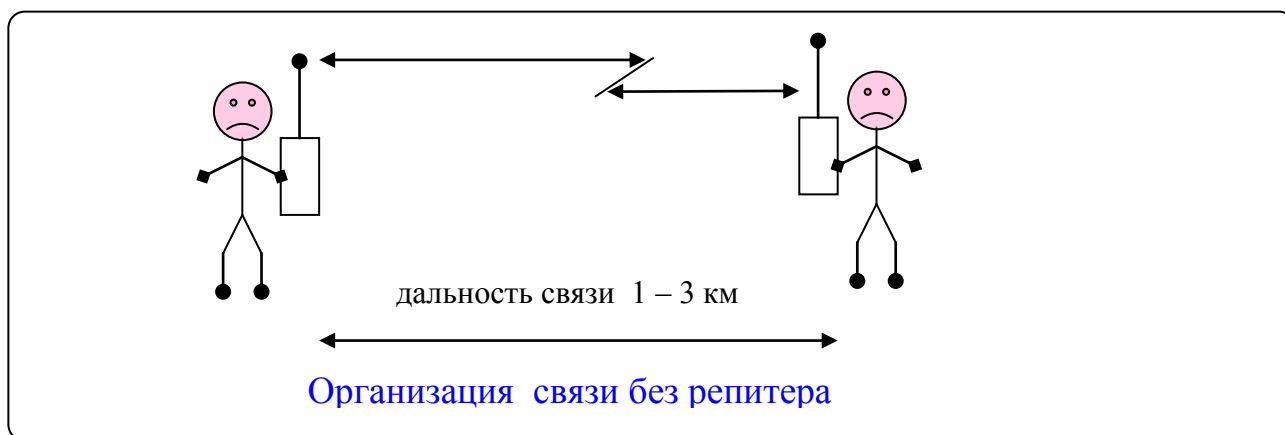 дальность связи 1 – 3 км
Организация связи без репитера